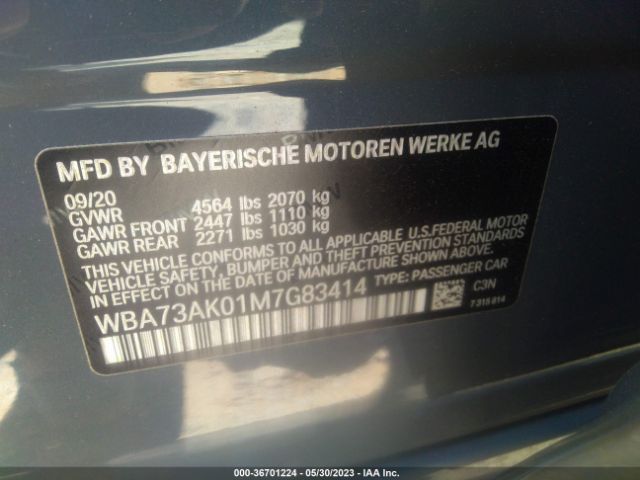 MFD BY BAYERISCHE MOTOREN WERKE AG
09/20
GVWR 4564 lbs 2070 kg
GAWR FRONT 2447 lbs 1110 kg
GAWR REAR 2271 lbs 1030 kg
THIS VEHICLE CONFORMS TO ALL APPLICABLE U.S.FEDERAL MOTOR
VEHICLE SAFETY, BUMPER AND THEFT PREVENTION STANDARDS
IN EFFECT ON THE DATE OF MANUFACTURE SHOWN ABOVE.
WBA73AK01M7G83414 TYPE: PASSENGER CAR
C3N
7 315 614
000-36701224 - 05/30/2023 - IAA Inc.